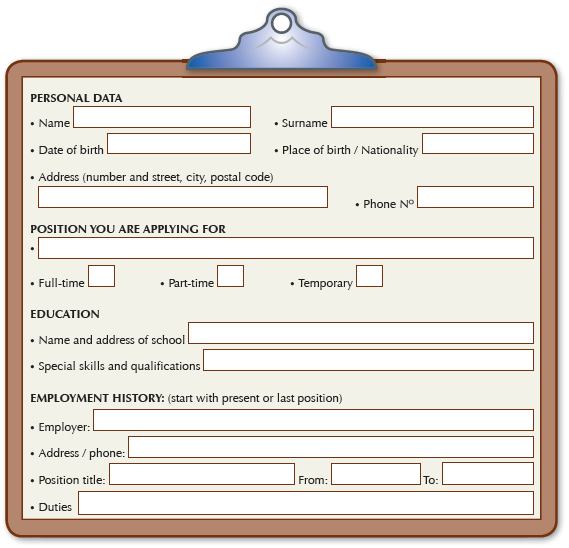 PERSONAL DATA
• Name • Surname
• Date of birth • Place of birth / Nationality
• Address (number and street, city, postal code)
• Phone Nº
POSITION YOU ARE APPLYING FOR
•
• Full-time • Part-time • Temporary
EDUCATION
• Name and address of school
• Special skills and qualifications
EMPLOYMENT HISTORY: (start with present or last position)
• Employer:
• Address / phone:
• Position title: From: To:
• Duties